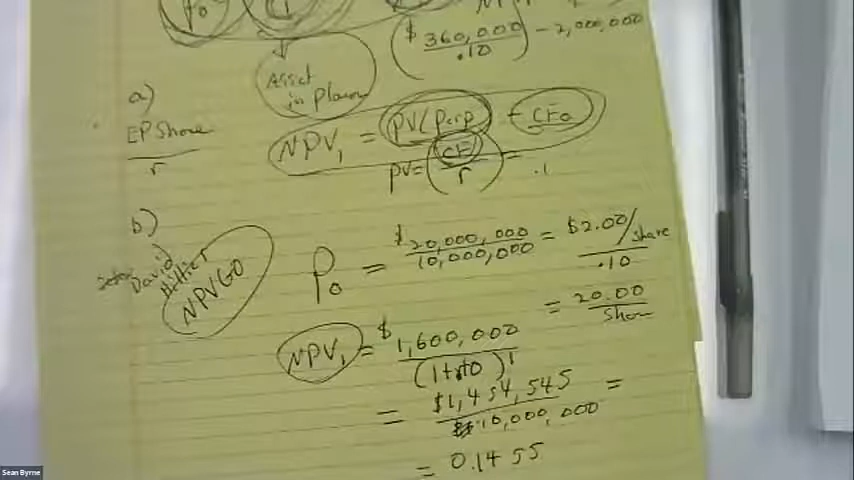 P0
$360,000 / .10 - 2,000,000
Asset
in Place
a)
EPShare / r
NPV1 = PV(Perp - CF0
PV = (CF / r) = .1
b)
David
Hillier
NPVGO
P0 = $20,000,000 / 10,000,000 = $2.00/share / .10
= 20.00 / Share
NPV1 = $1,600,000 / (1+.10)^1
= $1,454,545 / 10,000,000 =
= 0.1455
Sean Byrne